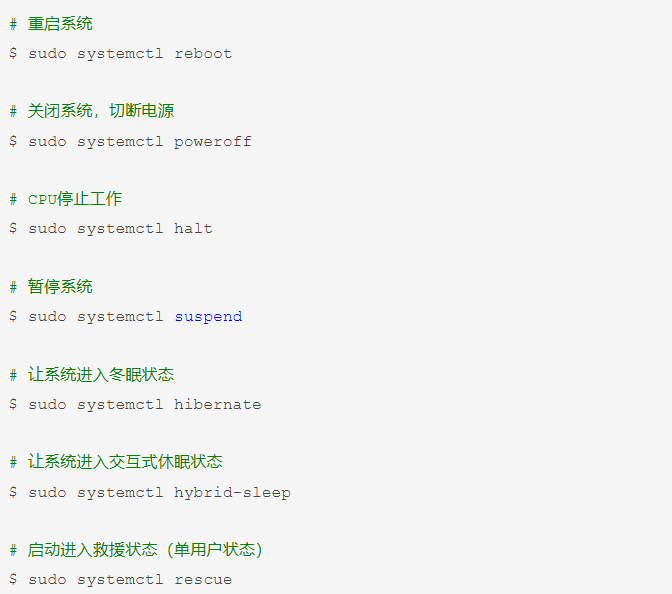 # 重启系统
$ sudo systemctl reboot
# 关闭系统，切断电源
$ sudo systemctl poweroff
# CPU停止工作
$ sudo systemctl halt
# 暂停系统
$ sudo systemctl suspend
# 让系统进入冬眠状态
$ sudo systemctl hibernate
# 让系统进入交互式休眠状态
$ sudo systemctl hybrid-sleep
# 启动进入救援状态（单用户状态）
$ sudo systemctl rescue